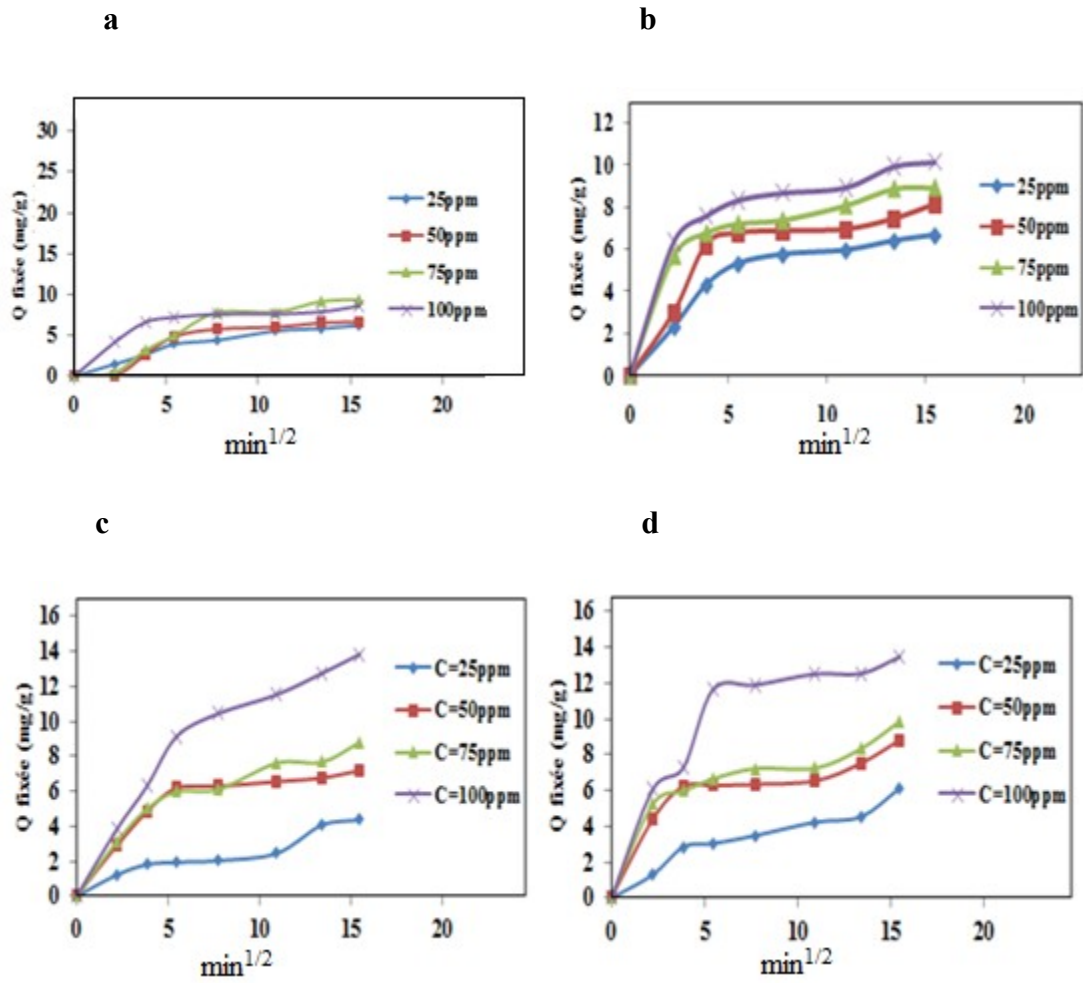 a
b
Q fixée (mg/g)
30
25
20
15
10
5
0
0 5 10 15 20
min1/2
25ppm
50ppm
75ppm
100ppm
Q fixée (mg/g)
12
10
8
6
4
2
0
0 5 10 15 20
min1/2
25ppm
50ppm
75ppm
100ppm
c
d
Q fixée (mg/g)
16
14
12
10
8
6
4
2
0
0 5 10 15 20
min1/2
C=25ppm
C=50ppm
C=75ppm
C=100ppm
Q fixée (mg/g)
16
14
12
10
8
6
4
2
0
0 5 10 15 20
min1/2
C=25ppm
C=50ppm
C=75ppm
C=100ppm